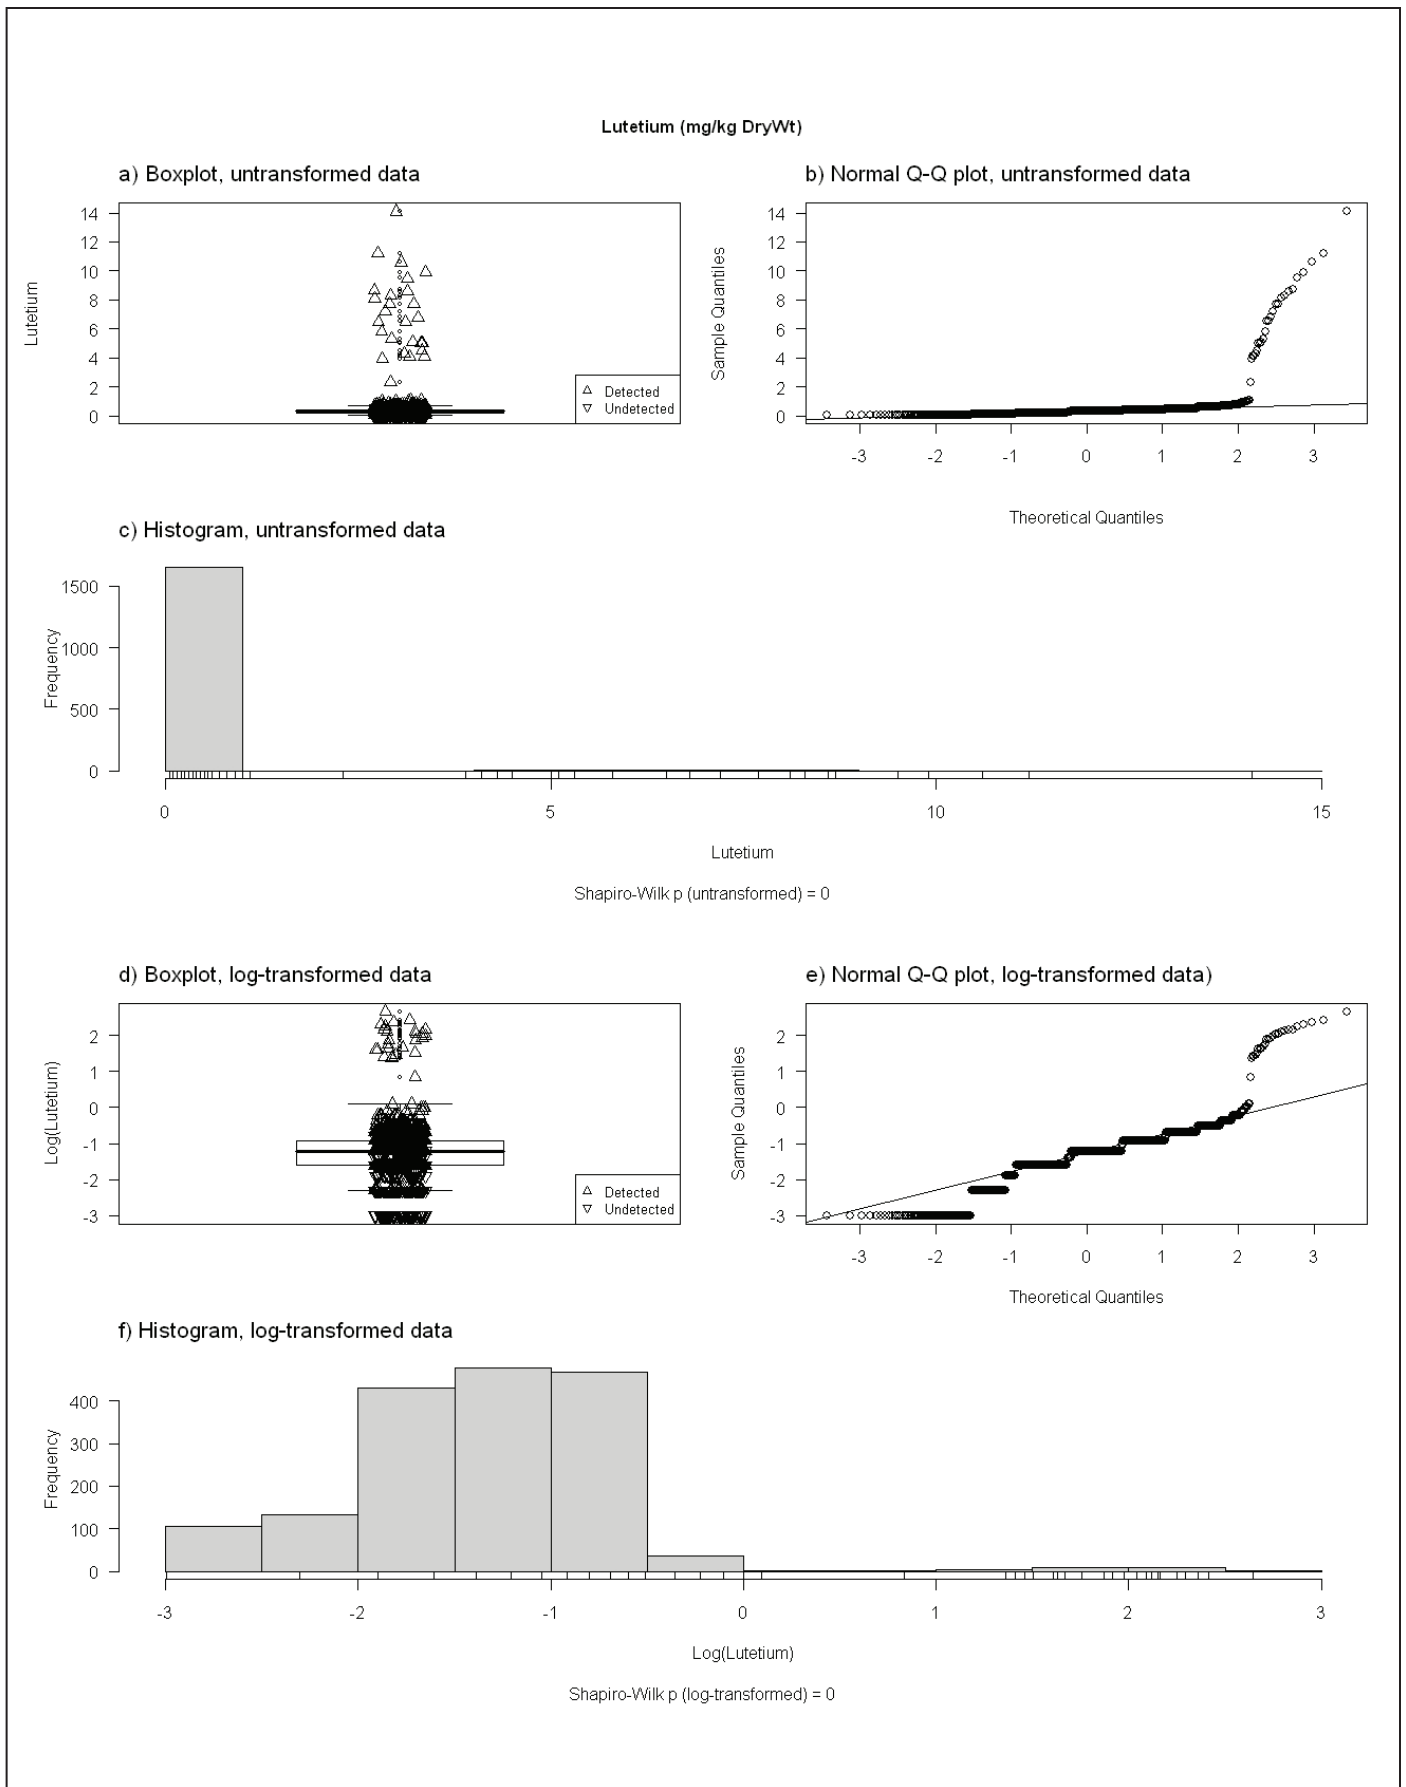 Lutetium (mg/kg DryWt)
a) Boxplot, untransformed data
Lutetium
14
12
10
8
6
4
2
0
Detected
Undetected
b) Normal Q-Q plot, untransformed data
Sample Quantiles
14
12
10
8
6
4
2
0
-3 -2 -1 0 1 2 3
Theoretical Quantiles
c) Histogram, untransformed data
Frequency
1500
1000
500
0
0 5 10 15
Lutetium
Shapiro-Wilk p (untransformed) = 0
d) Boxplot, log-transformed data
Log(Lutetium)
2
1
0
-1
-2
-3
Detected
Undetected
e) Normal Q-Q plot, log-transformed data)
Sample Quantiles
2
1
0
-1
-2
-3
-3 -2 -1 0 1 2 3
Theoretical Quantiles
f) Histogram, log-transformed data
Frequency
400
300
200
100
0
-3 -2 -1 0 1 2 3
Log(Lutetium)
Shapiro-Wilk p (log-transformed) = 0